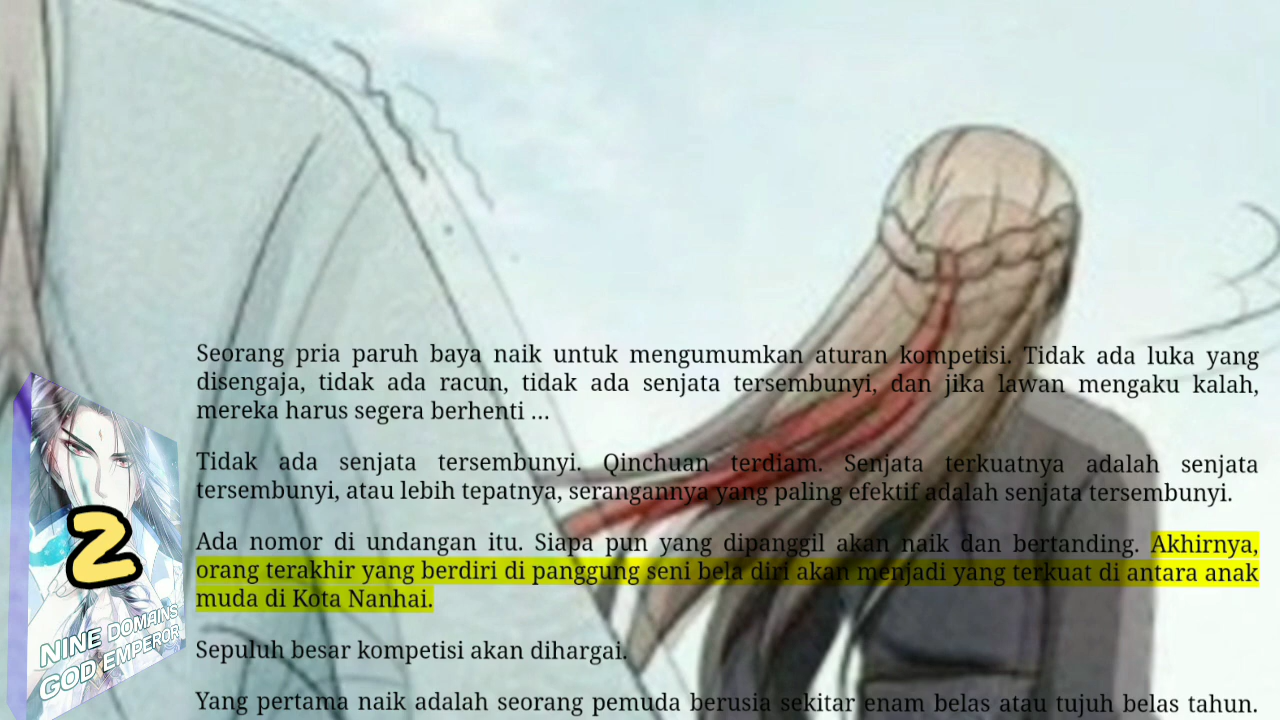 Seorang pria paruh baya naik untuk mengumumkan aturan kompetisi. Tidak ada luka yang
disengaja, tidak ada racun, tidak ada senjata tersembunyi, dan jika lawan mengaku kalah,
mereka harus segera berhenti ...
Tidak ada senjata tersembunyi. Qinchuan terdiam. Senjata terkuatnya adalah senjata
tersembunyi, atau lebih tepatnya, serangannya yang paling efektif adalah senjata tersembunyi.
Ada nomor di undangan itu. Siapa pun yang dipanggil akan naik dan bertanding. Akhirnya,
orang terakhir yang berdiri di panggung seni bela diri akan menjadi yang terkuat di antara anak
muda di Kota Nanhai.
Sepuluh besar kompetisi akan dihargai.
Yang pertama naik adalah seorang pemuda berusia sekitar enam belas atau tujuh belas tahun.
2
NINE DOMAINS
GOD EMPEROR